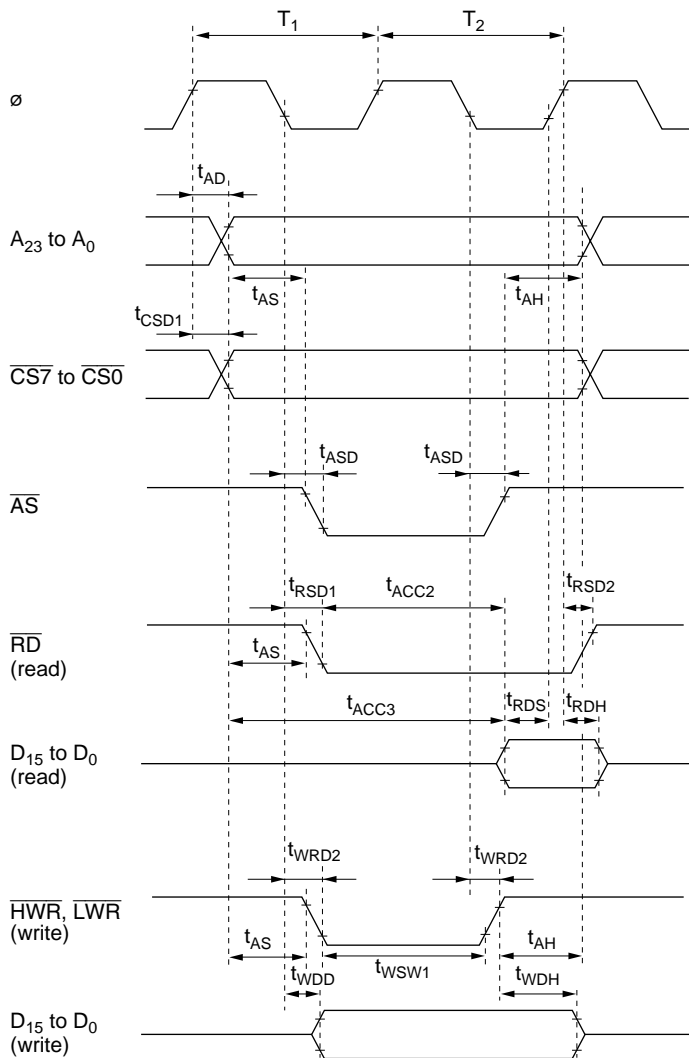 T1 T2
ø
tAD
A23 to A0
tAS tAH
tCSD1
CS7 to CS0
tASD tASD
AS
tRSD1 tACC2 tRSD2
RD
(read)
tAS
tACC3 tRDS tRDH
D15 to D0
(read)
tWRD2 tWRD2
HWR, LWR
(write)
tAS tAH
tWDD tWSW1 tWDH
D15 to D0
(write)